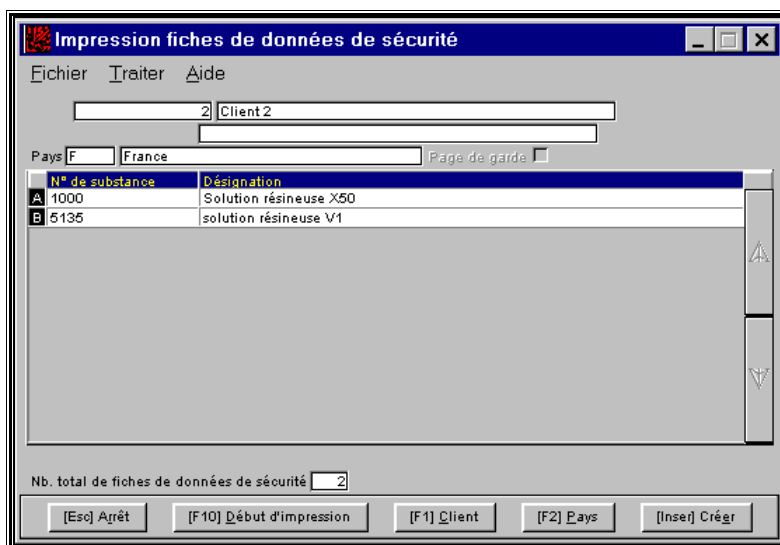 Impression fiches de données de sécurité
Fichier Traiter Aide
2 Client 2
Pays F France Page de garde
N° de substance Désignation
A 1000 Solution résineuse X50
B 5135 solution résineuse V1
Nb. total de fiches de données de sécurité 2
[Esc] Arrêt [F10] Début d'impression [F1] Client [F2] Pays [Inser] Créer